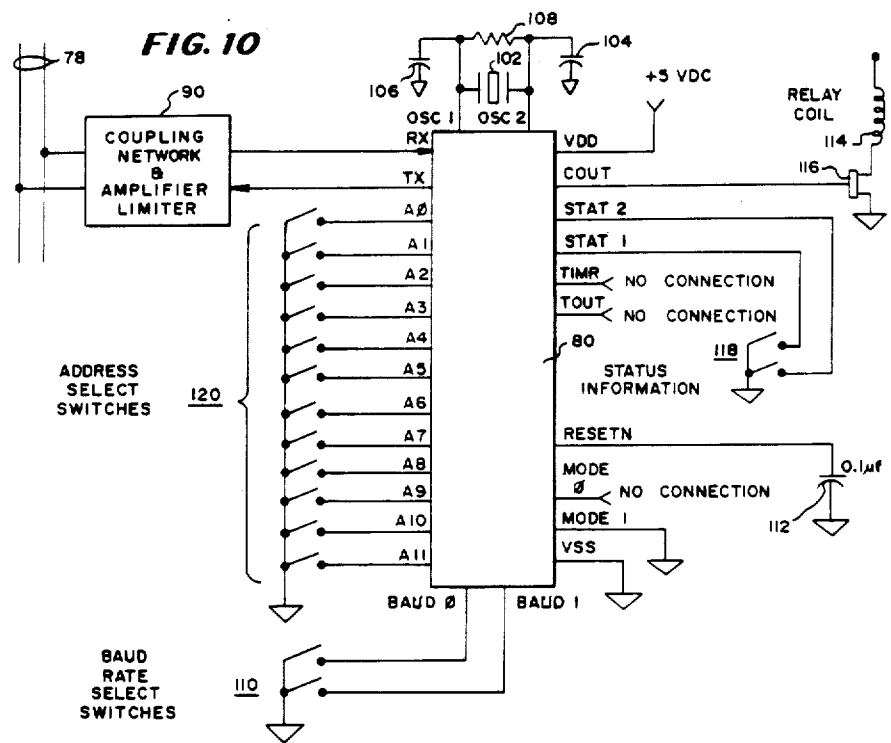 FIG. 10
78
90
COUPLING
NETWORK
&
AMPLIFIER
LIMITER
108
106
102
104
OSC 1
OSC 2
+5 VDC
RELAY
COIL
114
116
RX
TX
AØ
A1
A2
A3
A4
A5
A6
A7
A8
A9
A10
A11
VDD
COUT
STAT 2
STAT 1
TIMR
NO CONNECTION
TOUT
NO CONNECTION
80
118
STATUS
INFORMATION
ADDRESS
SELECT
SWITCHES
120
RESETN
0.1µf
112
MODE
Ø
NO CONNECTION
MODE 1
VSS
BAUD Ø
BAUD 1
BAUD
RATE
SELECT
SWITCHES
110